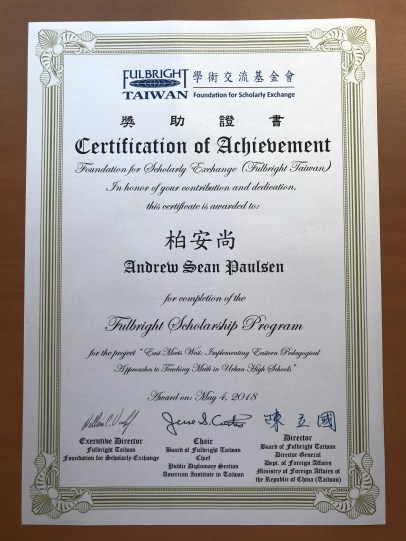 FULBRIGHT 學術交流基金會
TAIWAN Foundation for Scholarly Exchange
獎助證書
Certification of Achievement
Foundation for Scholarly Exchange (Fulbright Taiwan)
In honor of your contribution and dedication,
this certificate is awarded to:
柏安尚
Andrew Sean Paulsen
for completion of the
Fulbright Scholarship Program
for the project "East Meets West: Implementing Eastern Pedagogical
Approaches to Teaching Math in Urban High Schools"
Award on: May 4, 2018
陳立國
Executive Director
Fulbright Taiwan
Foundation for Scholarly Exchange
Chair
Board of Fulbright Taiwan
Chief
Public Diplomacy Section
American Institute in Taiwan
Director
Board of Fulbright Taiwan
Director General
Dept. of Foreign Affairs
Ministry of Foreign Affairs of
the Republic of China (Taiwan)